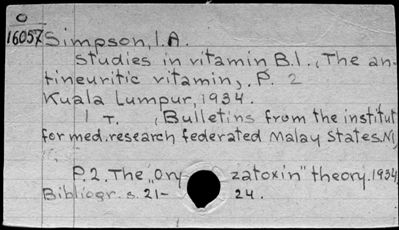 O
16057 Simpson, I.A.
Studies in vitamin B.I., (The an-
tineuritic vitamin), P. 2
Kuala Lumpur, 1934.
1 T. (Bulletins from the institut
for med. research federated Malay States.
P.2. The "Ory zatoxin" theory. 1934
Bibliogr. s. 21-24.